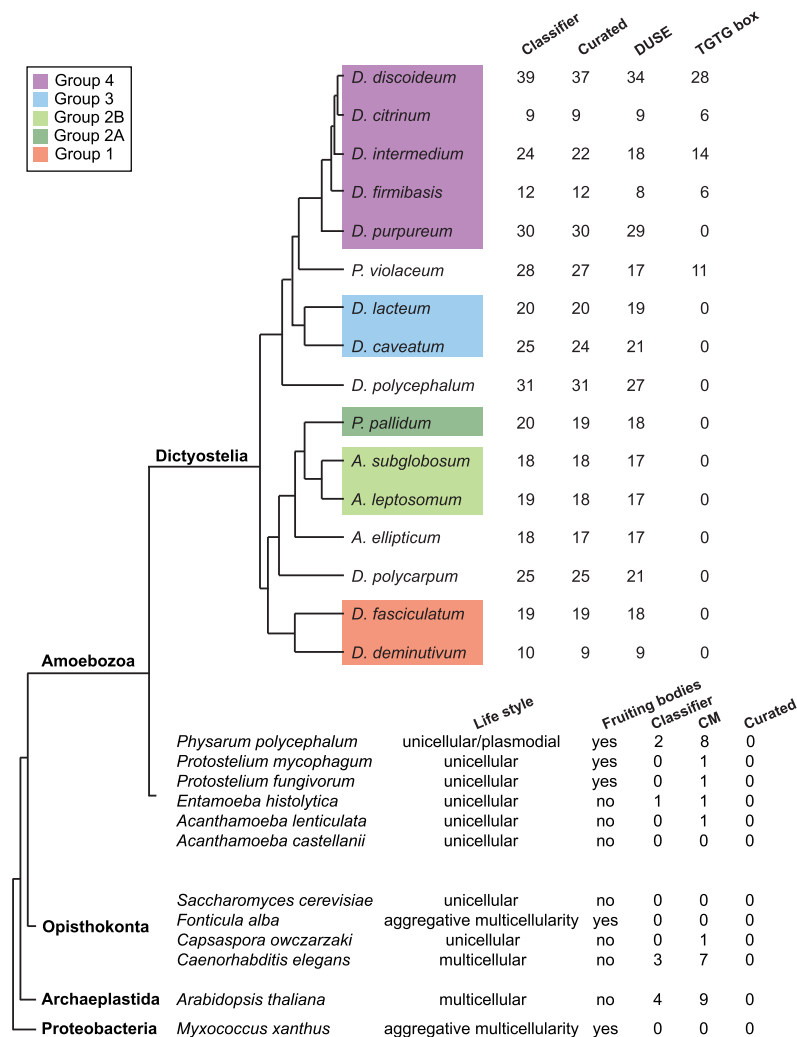 Classifier Curated DUSE TGTG box
Group 4
Group 3
Group 2B
Group 2A
Group 1
D. discoideum 39 37 34 28
D. citrinum 9 9 9 6
D. intermedium 24 22 18 14
D. firmibasis 12 12 8 6
D. purpureum 30 30 29 0
P. violaceum 28 27 17 11
D. lacteum 20 20 19 0
D. caveatum 25 24 21 0
D. polycephalum 31 31 27 0
P. pallidum 20 19 18 0
Dictyostelia
A. subglobosum 18 18 17 0
A. leptosomum 19 18 17 0
A. ellipticum 18 17 17 0
D. polycarpum 25 25 21 0
D. fasciculatum 19 19 18 0
D. deminutivum 10 9 9 0
Amoebozoa
Life style Fruiting bodies Classifier CM Curated
Physarum polycephalum unicellular/plasmodial yes 2 8 0
Protostelium mycophagum unicellular yes 0 1 0
Protostelium fungivorum unicellular yes 0 1 0
Entamoeba histolytica unicellular no 1 1 0
Acanthamoeba lenticulata unicellular no 0 1 0
Acanthamoeba castellanii unicellular no 0 0 0
Saccharomyces cerevisiae unicellular no 0 0 0
Opisthokonta Fonticula alba aggregative multicellularity yes 0 0 0
Capsaspora owczarzaki unicellular no 0 1 0
Caenorhabditis elegans multicellular no 3 7 0
Archaeplastida Arabidopsis thaliana multicellular no 4 9 0
Proteobacteria Myxococcus xanthus aggregative multicellularity yes 0 0 0